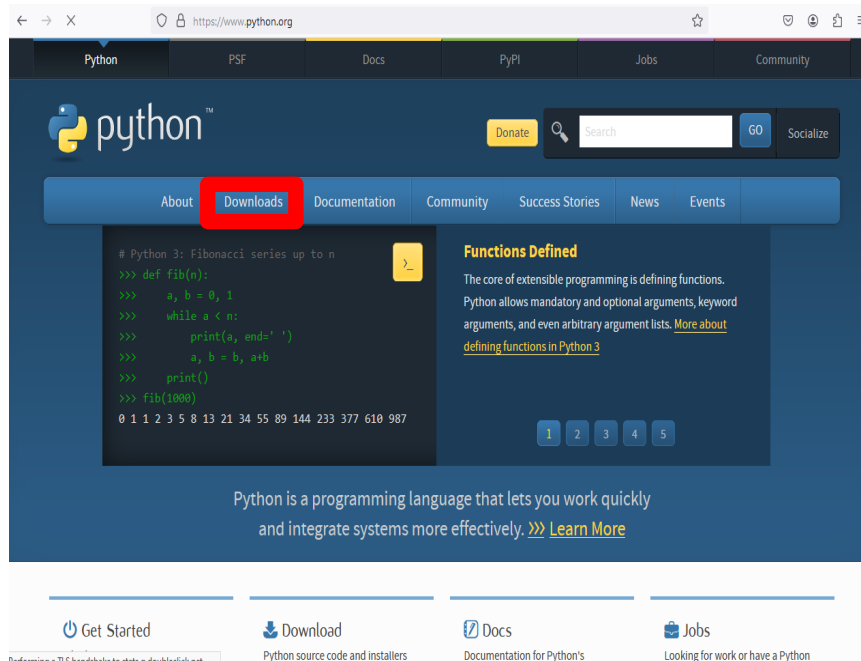 https://www.python.org
Python PSF Docs PyPI Jobs Community
python™
Donate Search GO Socialize
About Downloads Documentation Community Success Stories News Events
# Python 3: Fibonacci series up to n
>>> def fib(n):
>>> a, b = 0, 1
>>> while a < n:
>>> print(a, end=' ')
>>> a, b = b, a+b
>>> print()
>>> fib(1000)
0 1 1 2 3 5 8 13 21 34 55 89 144 233 377 610 987
>_
Functions Defined
The core of extensible programming is defining functions.
Python allows mandatory and optional arguments, keyword
arguments, and even arbitrary argument lists. More about
defining functions in Python 3
1 2 3 4 5
Python is a programming language that lets you work quickly
and integrate systems more effectively. >>> Learn More
Get Started
Download
Python source code and installers
Docs
Documentation for Python's
Jobs
Looking for work or have a Python